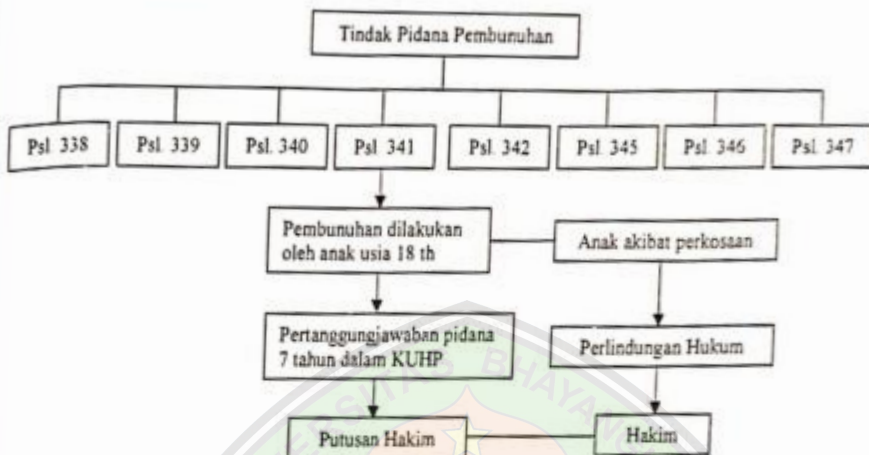 Tindak Pidana Pembunuhan
Psl. 338
Psl. 339
Psl. 340
Psl. 341
Psl. 342
Psl. 345
Psl. 346
Psl. 347
Pembunuhan dilakukan
oleh anak usia 18 th
Anak akibat perkosaan
Pertanggungjawaban pidana
7 tahun dalam KUHP
Perlindungan Hukum
Putusan Hakim
Hakim